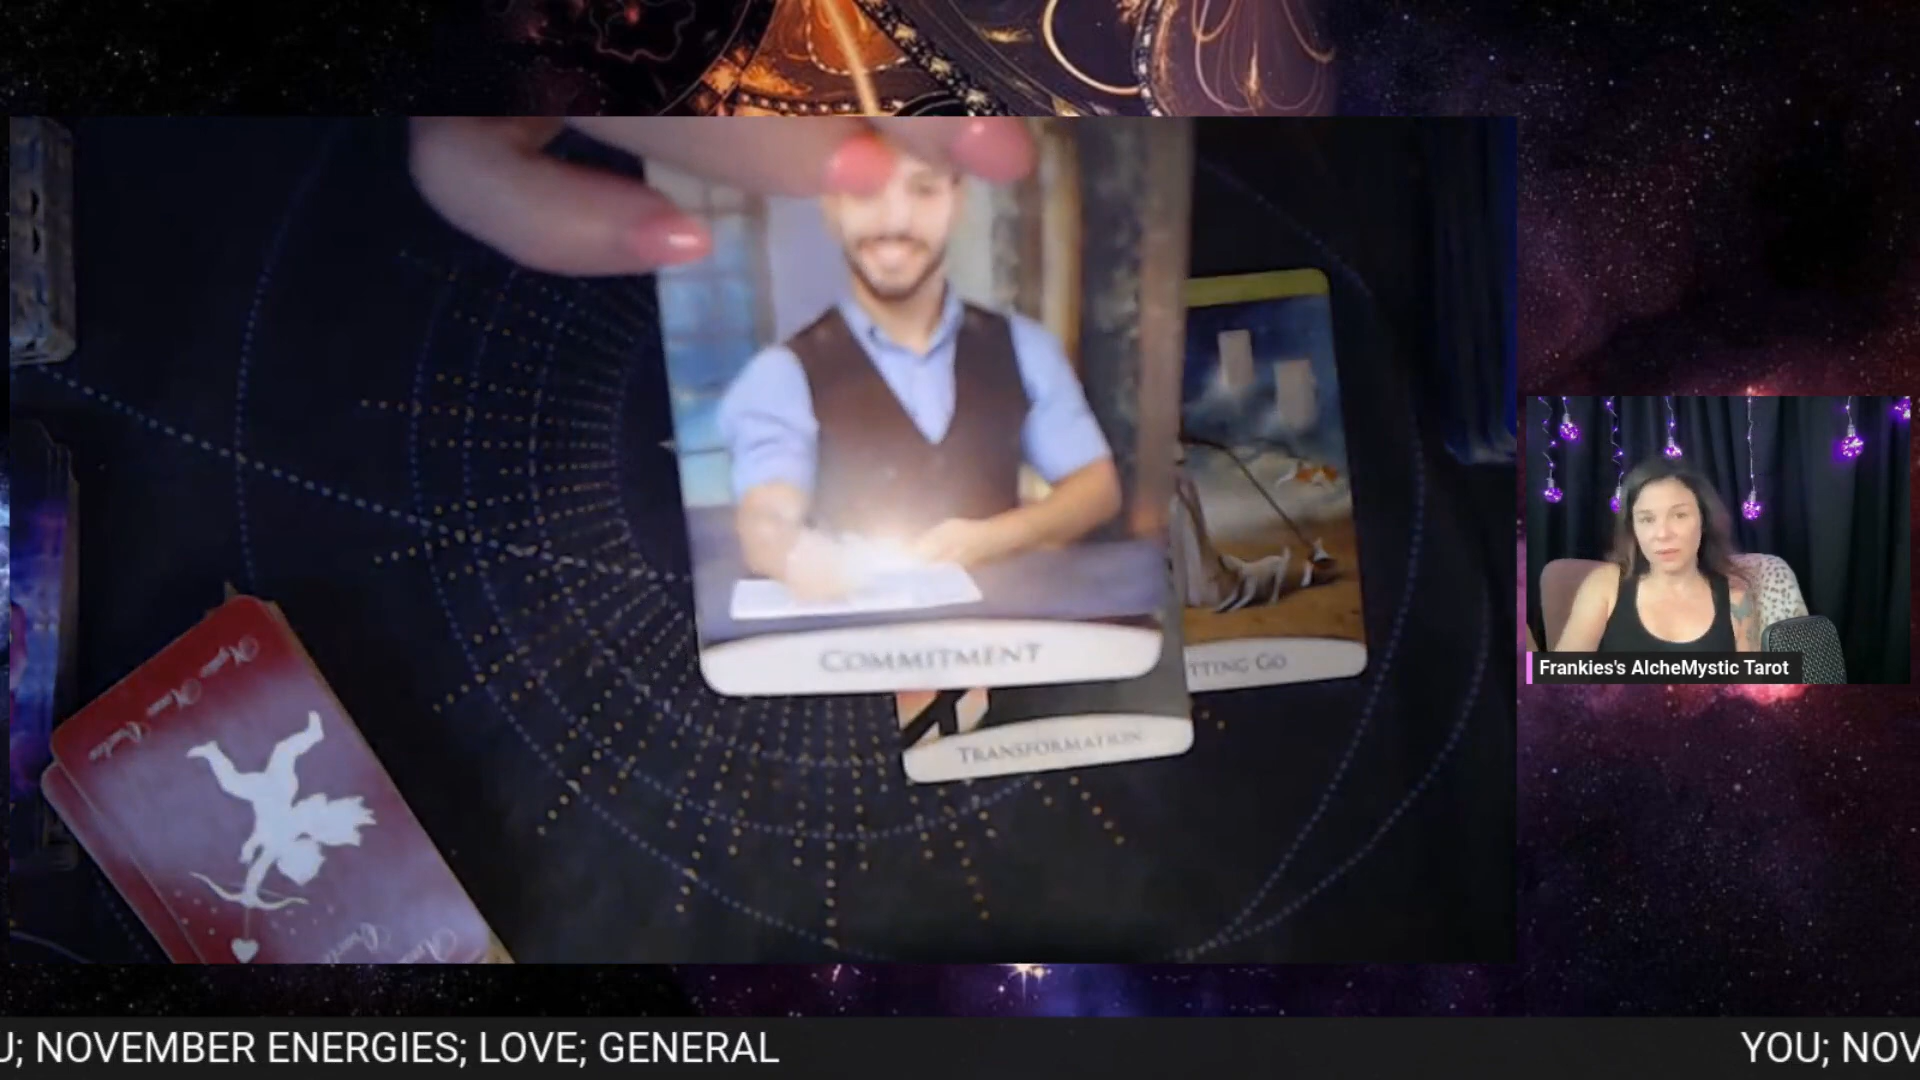 COMMITMENT
TTING GO
TRANSFORMATION
Frankies's AlcheMystic Tarot
U; NOVEMBER ENERGIES; LOVE; GENERAL
YOU; NOV